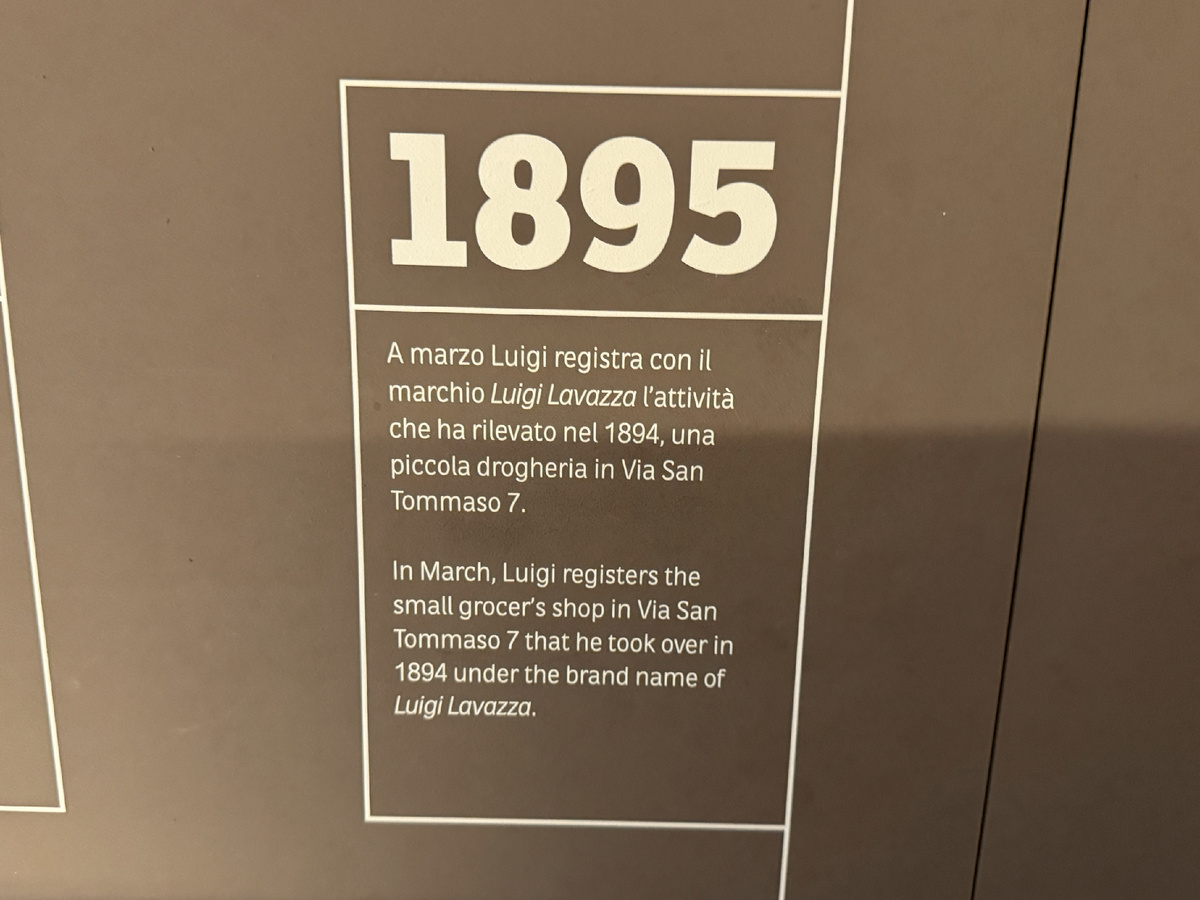 1895
A marzo Luigi registra con il
marchio Luigi Lavazza l'attività
che ha rilevato nel 1894, una
piccola drogheria in Via San
Tommaso 7.
In March, Luigi registers the
small grocer's shop in Via San
Tommaso 7 that he took over in
1894 under the brand name of
Luigi Lavazza.